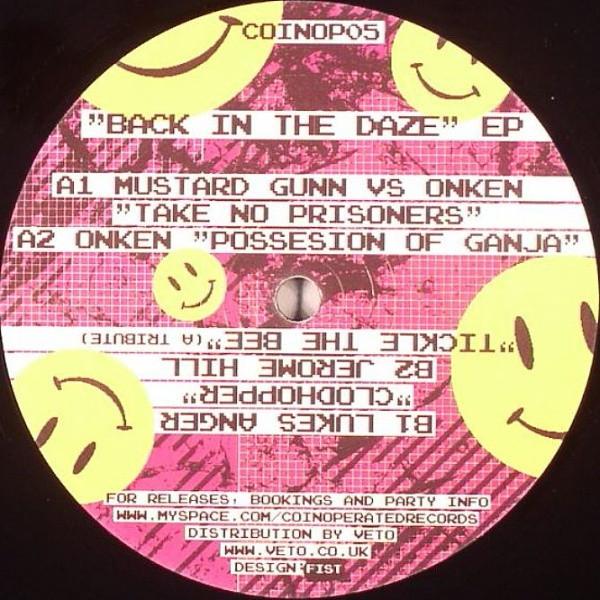 COINOP05
"BACK IN THE DAZE" EP
A1 MUSTARD GUNN VS ONKEN
"TAKE NO PRISONERS"
A2 ONKEN "POSSESION OF GANJA"
B1 LUKES ANGER
"CLODHOPPER"
B2 JEROME HILL
"TICKLE THE BEE" (A TRIBUTE)
FOR RELEASES, BOOKINGS AND PARTY INFO
WWW.MYSPACE.COM/COINOPERATEDRECORDS
DISTRIBUTION BY VETO
WWW.VETO.CO.UK
DESIGN:FIST